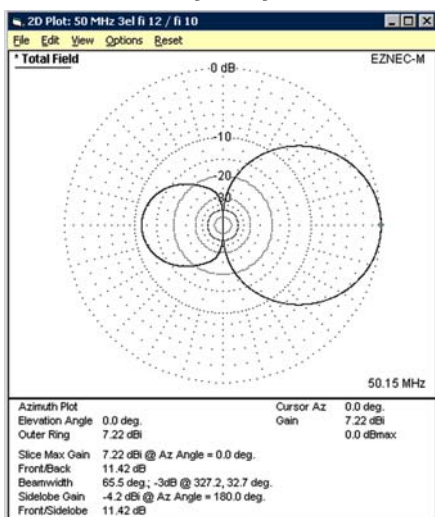 2D Plot: 50 MHz 3el fi 12 / fi 10
File Edit View Options Reset
* Total Field
EZNEC-M
0 dB
-10
-20
-30
50.15 MHz
Azimuth Plot
Elevation Angle 0.0 deg.
Outer Ring 7.22 dBi
Cursor Az 0.0 deg.
Gain 7.22 dBi
0.0 dBmax
Slice Max Gain 7.22 dBi @ Az Angle = 0.0 deg.
Front/Back 11.42 dB
Beamwidth 65.5 deg.; -3dB @ 327.2, 32.7 deg.
Sidelobe Gain -4.2 dBi @ Az Angle = 180.0 deg.
Front/Sidelobe 11.42 dB